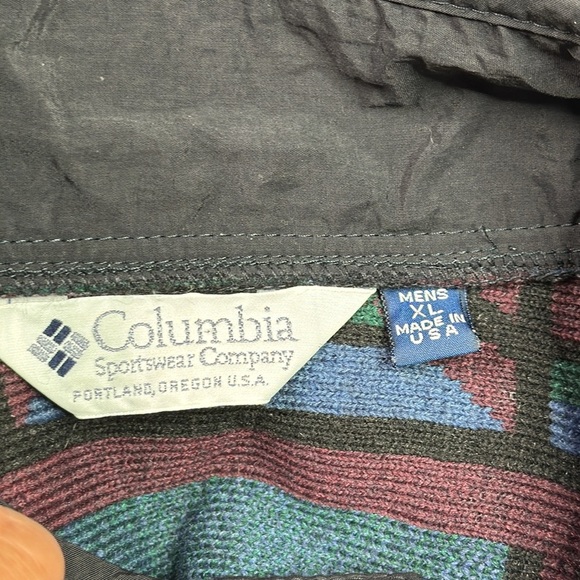 Columbia
Sportswear Company
PORTLAND, OREGON U.S.A.
MENS
XL
MADE IN
USA